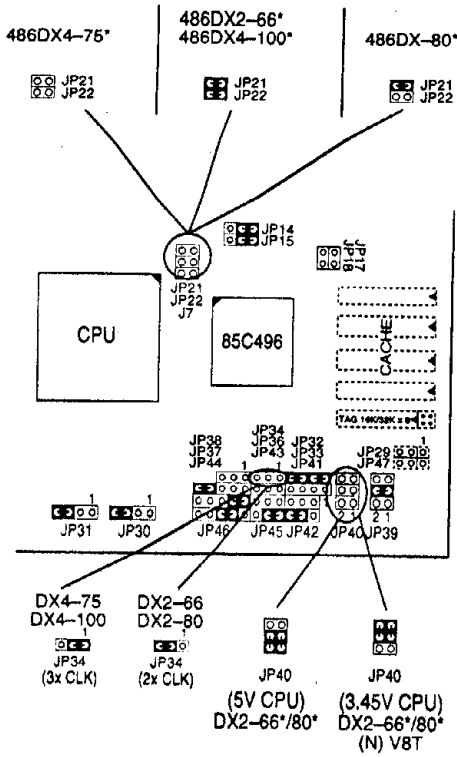 486DX4-75*
486DX2-66*
486DX4-100*
486DX-80*
JP21
JP22
JP21
JP22
JP21
JP22
JP14
JP15
JP17
JP18
JP21
JP22
J7
CPU
85C496
CACHE
TAG 16K/32K x 8
JP34
JP38 JP36 JP32
JP37 JP43 JP33
JP44 1 JP41
JP29 1
JP47
1
JP31
1
JP30
JP46
JP45
JP42
2 1
JP40
2 1
JP39
DX4-75
DX4-100
1
JP34
(3x CLK)
DX2-66
DX2-80
1
JP34
(2x CLK)
JP40
(5V CPU)
DX2-66*/80*
JP40
(3.45V CPU)
DX2-66*/80*
(N) V8T